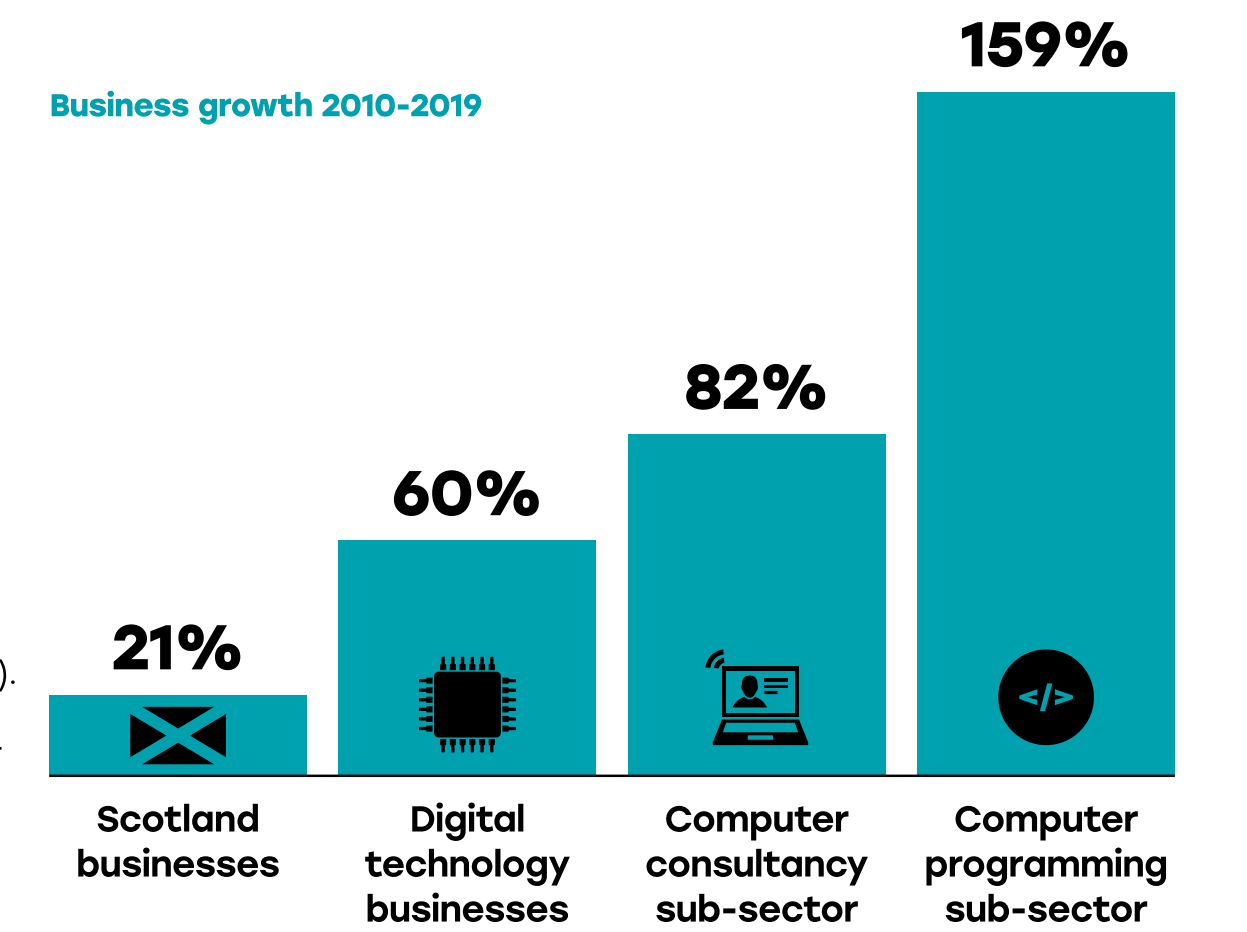 159%
Business growth 2010-2019
82%
60%
21%
).
</>
Scotland
businesses
Digital
technology
businesses
Computer
consultancy
sub-sector
Computer
programming
sub-sector